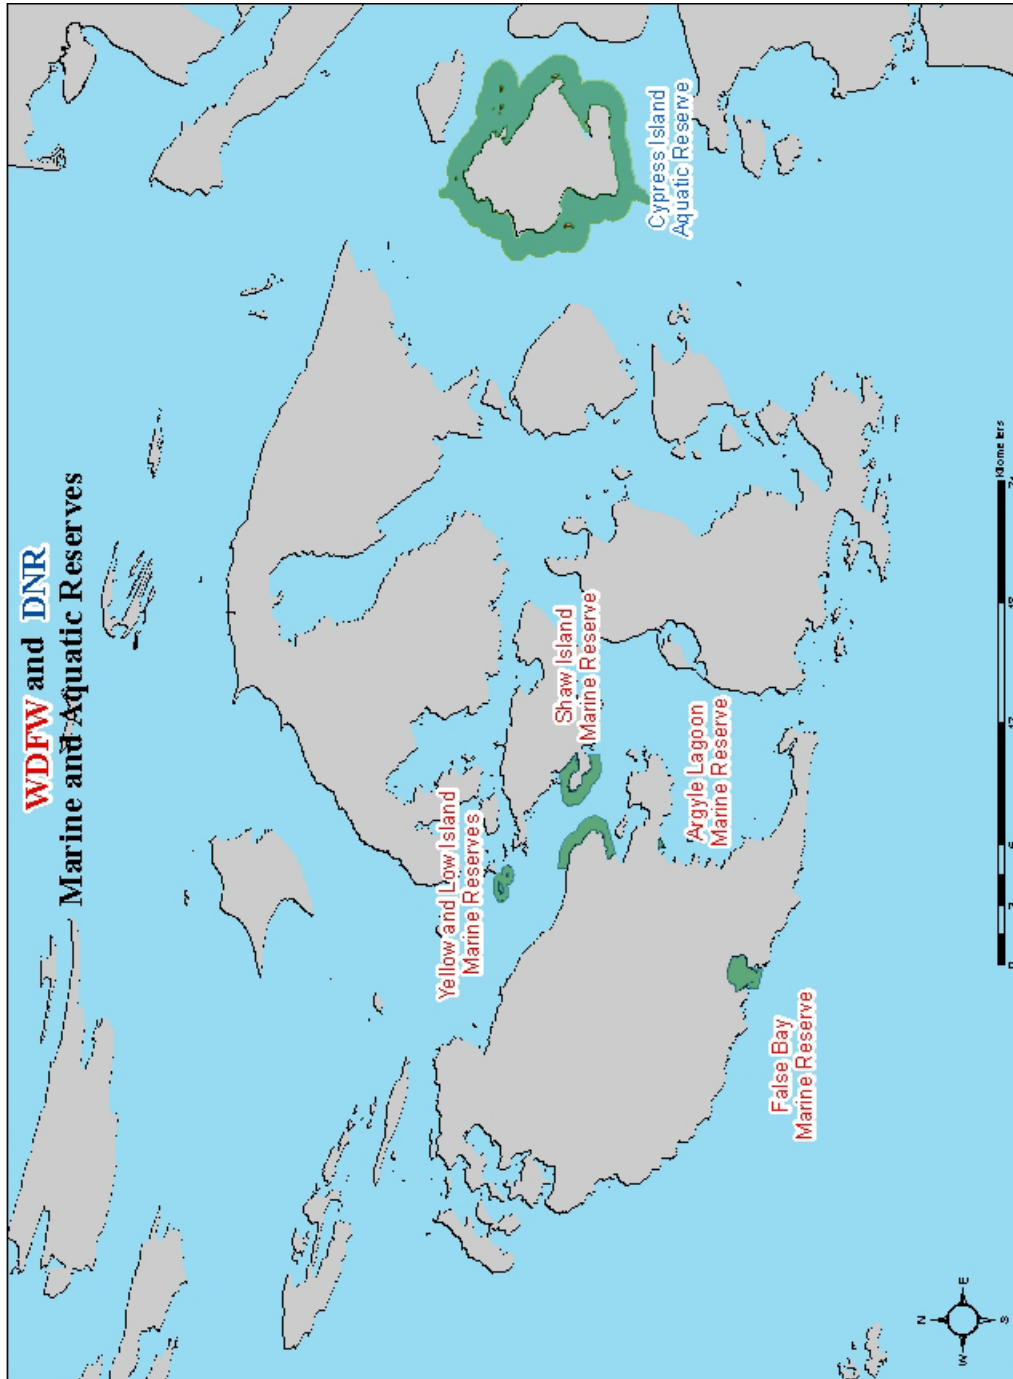 WDFW and DNR
Marine and Aquatic Reserves
Yellow and Low Island
Marine Reserves
Shaw Island
Marine Reserve
Cypress Island
Aquatic Reserve
Argyle Lagoon
Marine Reserve
False Bay
Marine Reserve
N
W E
S
Kilometers